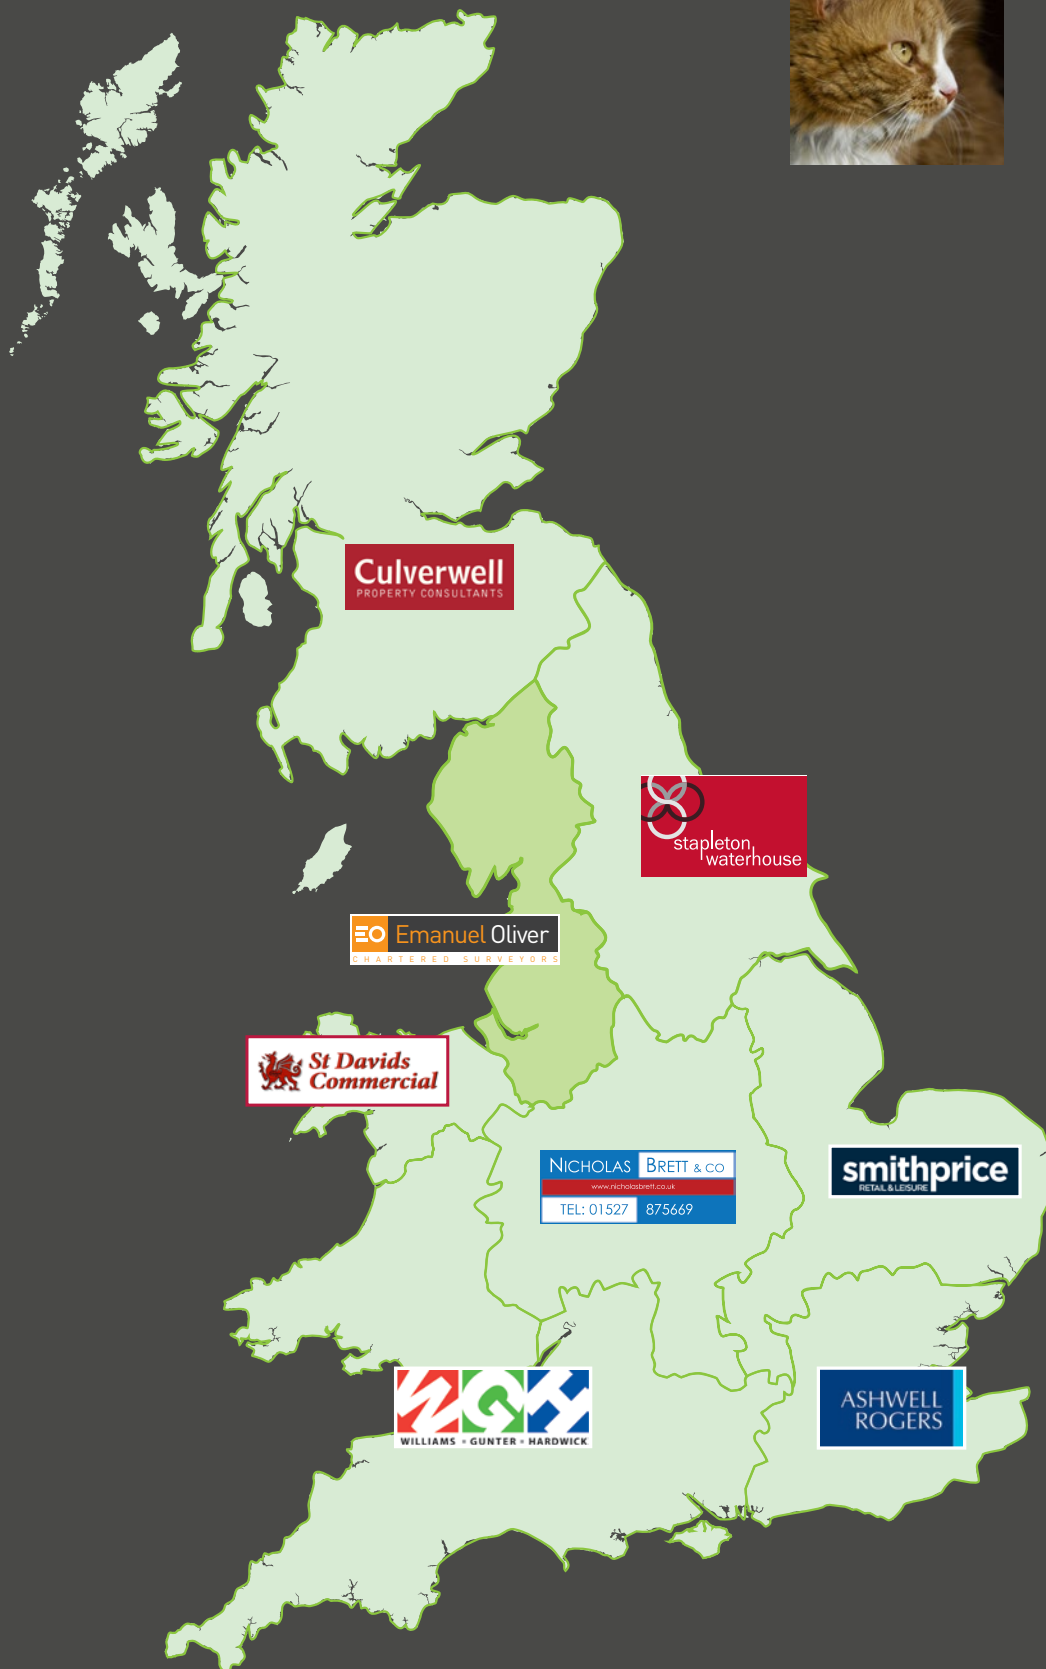 Culverwell
PROPERTY CONSULTANTS
stapleton
waterhouse
EO Emanuel Oliver
CHARTERED SURVEYORS
St Davids
Commercial
NICHOLAS BRETT & CO
www.nicholasbrett.co.uk
TEL: 01527 875669
smithprice
RETAIL & LEISURE
WGH
WILLIAMS • GUNTER • HARDWICK
ASHWELL
ROGERS